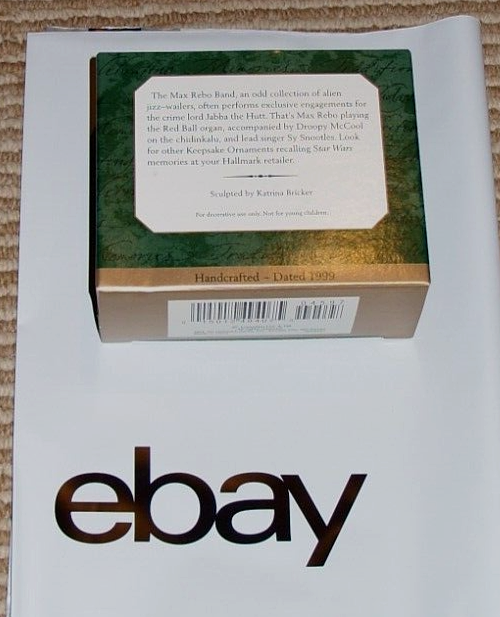 The Max Rebo Band, an odd collection of alien
jizz-wailers, often performs exclusive engagements for
the crime lord Jabba the Hutt. That's Max Rebo playing
the Red Ball organ, accompanied by Droopy McCool
on the chidinkalu, and lead singer Sy Snootles. Look
for other Keepsake Ornaments recalling Star Wars
memories at your Hallmark retailer.
Sculpted by Katrina Bricker
For decorative use only. Not for young children.
Handcrafted ~ Dated 1999
04597
ebay